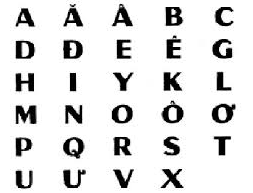 A Ă Â B C
D Đ E Ê G
H I Y K L
M N O Ô Ơ
P Q R S T
U Ư V X